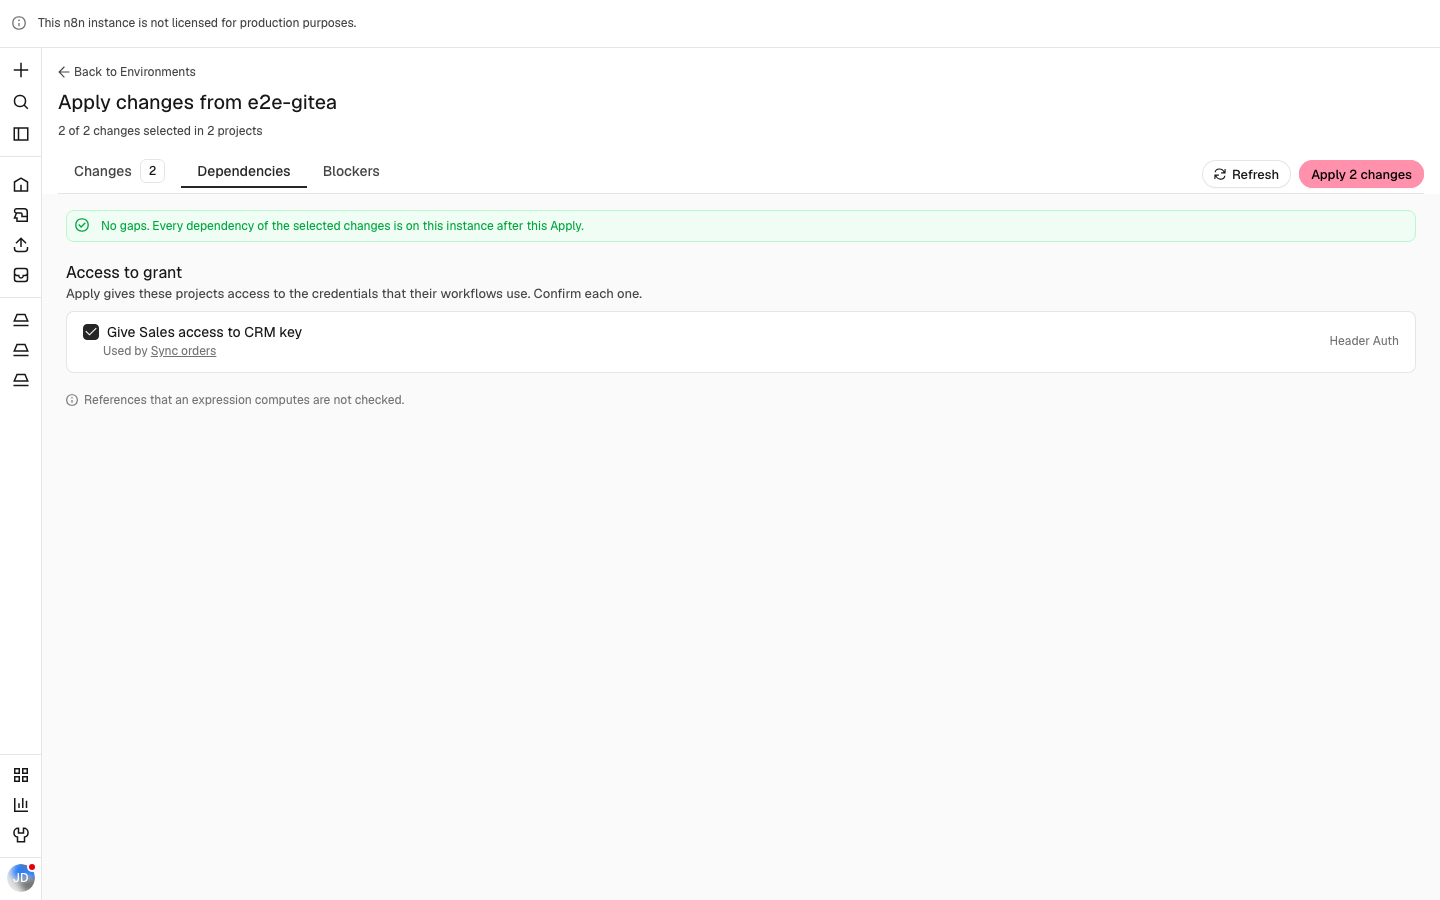 This n8n instance is not licensed for production purposes.
Back to Environments
Apply changes from e2e-gitea
2 of 2 changes selected in 2 projects
Changes 2 Dependencies Blockers Refresh Apply 2 changes
No gaps. Every dependency of the selected changes is on this instance after this Apply.
Access to grant
Apply gives these projects access to the credentials that their workflows use. Confirm each one.
Give Sales access to CRM key
Used by Sync orders
Header Auth
References that an expression computes are not checked.
JD